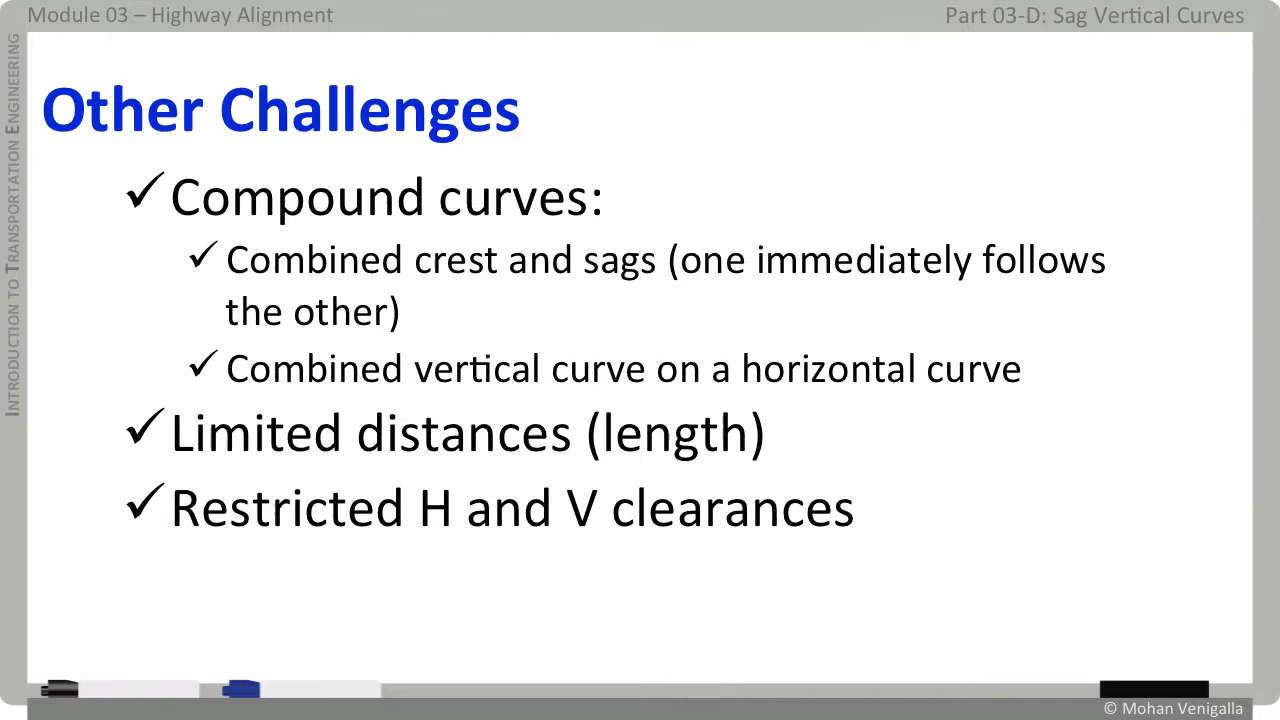 Module 03 – Highway Alignment
Part 03-D: Sag Vertical Curves
INTRODUCTION TO TRANSPORTATION ENGINEERING
Other Challenges
✓ Compound curves:
✓ Combined crest and sags (one immediately follows
the other)
✓ Combined vertical curve on a horizontal curve
✓ Limited distances (length)
✓ Restricted H and V clearances
© Mohan Venigalla